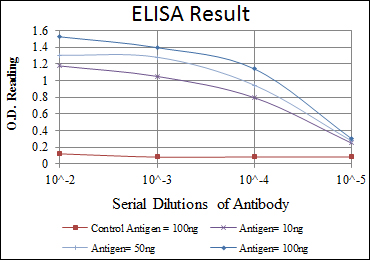 ELISA Result
O.D. Reading
1.6
1.4
1.2
1
0.8
0.6
0.4
0.2
0
10^-2 10^-3 10^-4 10^-5
Serial Dilutions of Antibody
Control Antigen = 100ng Antigen= 10ng
Antigen= 50ng Antigen= 100ng